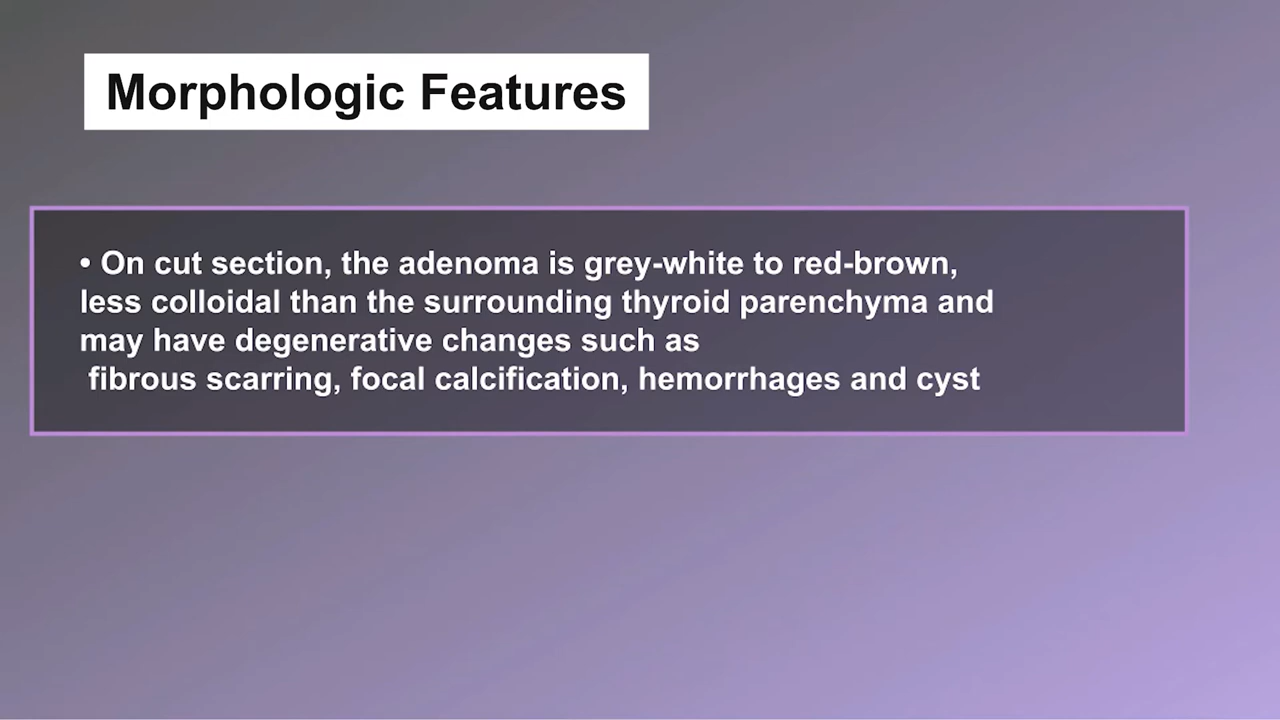 Morphologic Features
• On cut section, the adenoma is grey-white to red-brown,
less colloidal than the surrounding thyroid parenchyma and
may have degenerative changes such as
fibrous scarring, focal calcification, hemorrhages and cyst